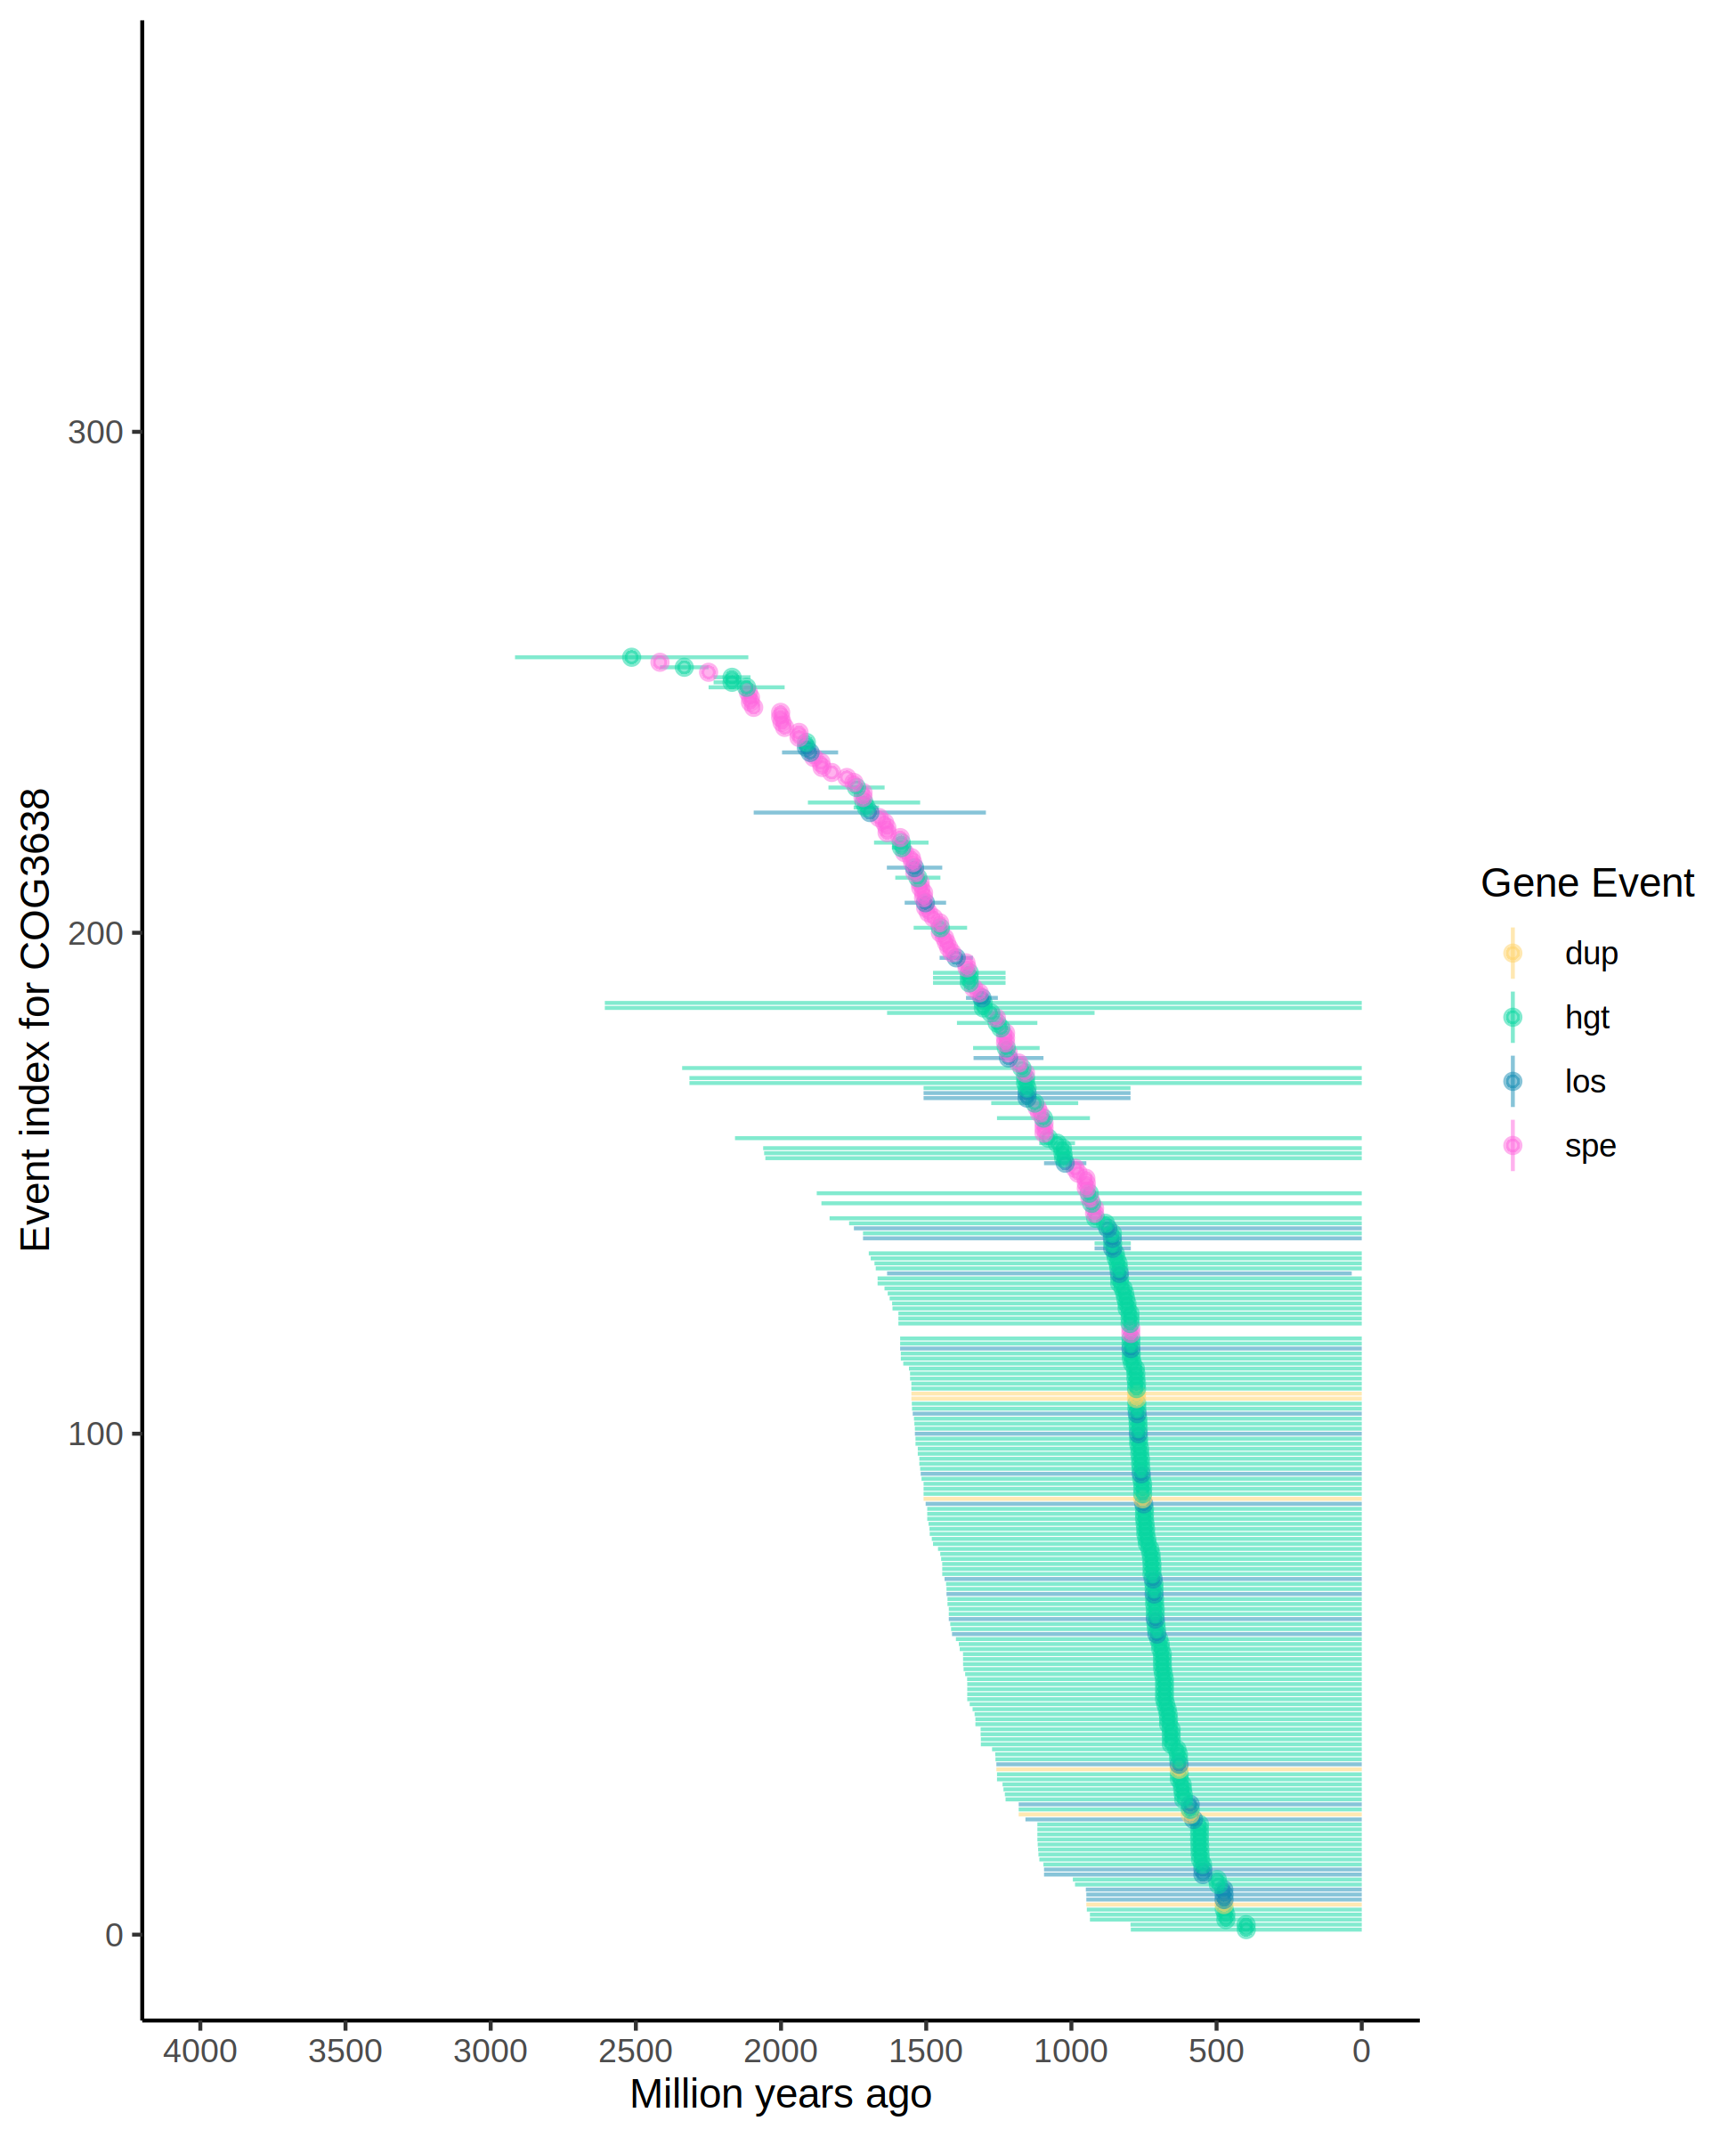 Event index for COG3638
300
200
100
0
4000 3500 3000 2500 2000 1500 1000 500 0
Million years ago
Gene Event
dup
hgt
los
spe